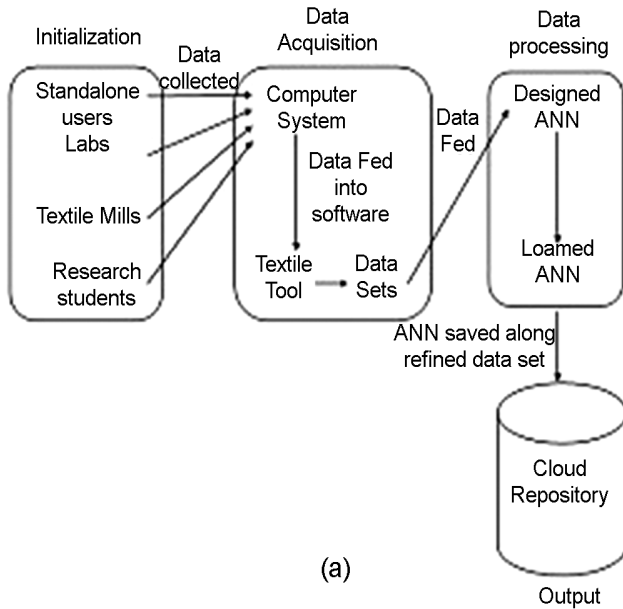 Initialization
Standalone
users
Labs
Textile Mills
Research
students
Data
collected
Data
Acquisition
Computer
System
Data Fed
into
software
Textile
Tool
Data
Sets
Data
Fed
Data
processing
Designed
ANN
Loamed
ANN
ANN saved along
refined data set
Cloud
Repository
Output
(a)